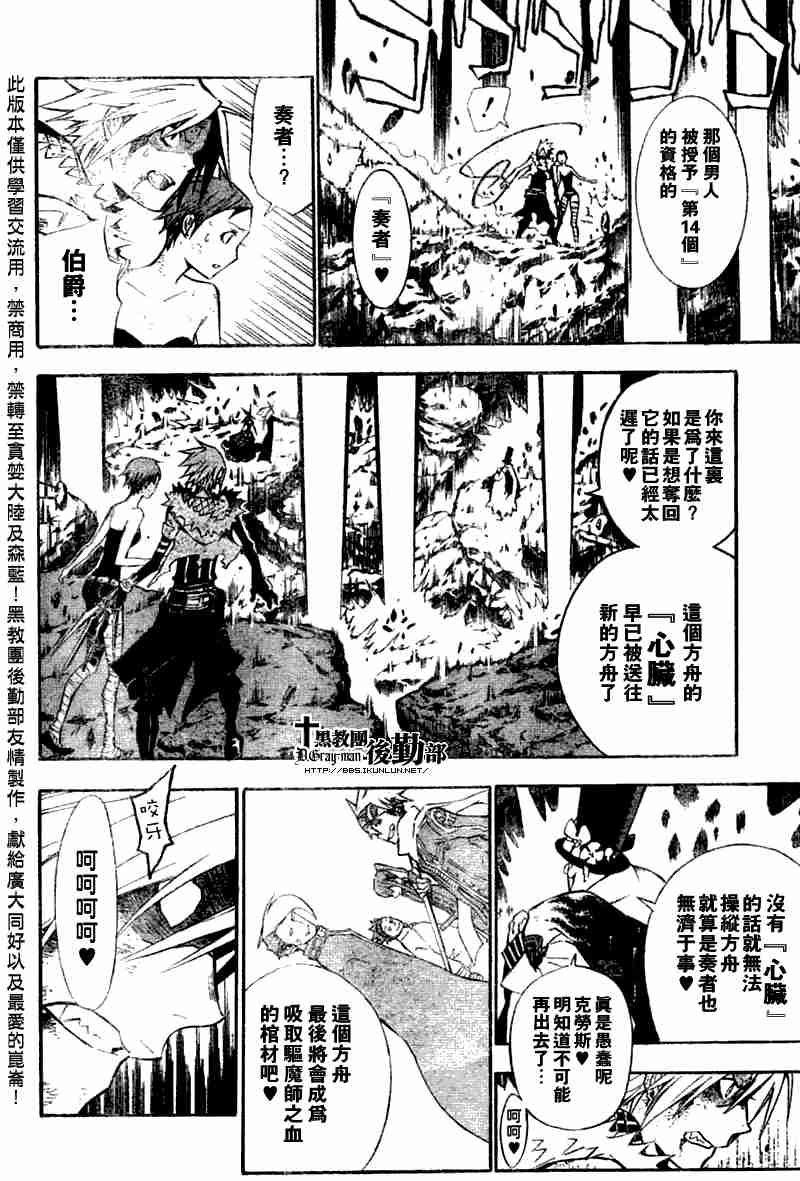 那個男人
被授予『第14個』
的資格的
！
『奏者』♥
奏者…？
伯爵…
你來這裏
是爲了什麼？
如果是想奪回
它的話已經太
遲了呢♥
這個方舟的
『心臟』
早已被送往
新的方舟了
沒有『心臟』
的話就無法
操縱方舟
就算是奏者也
無濟于事♥
眞是愚蠢呢
克勞斯♥
明知道不可能
再出去了…
呵呵♥
這個方舟
最後將會成爲
吸取驅魔師之血
的棺材吧♥
咬牙
呵呵呵呵♥
黑教團
D.Gray-man
後勤部
HTTP://BBS.IKUNLUN.NET/
此版本僅供學習交流用，禁商用，禁轉至貪婪大陸及森藍！黑教團後勤部友情製作，獻給廣大同好以及最愛的崑崙！